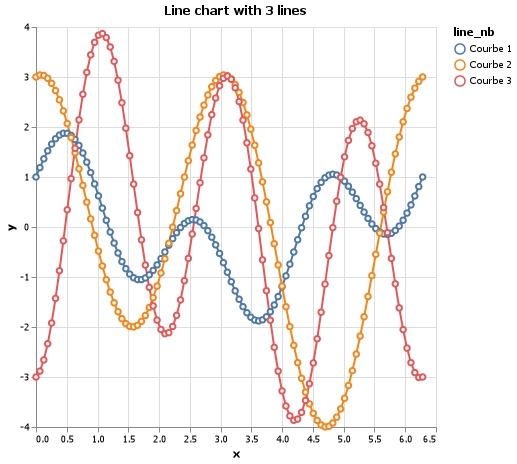 Line chart with 3 lines
line_nb
Courbe 1
Courbe 2
Courbe 3
4
3
2
1
0
-1
-2
-3
-4
y
0.0 0.5 1.0 1.5 2.0 2.5 3.0 3.5 4.0 4.5 5.0 5.5 6.0 6.5
x